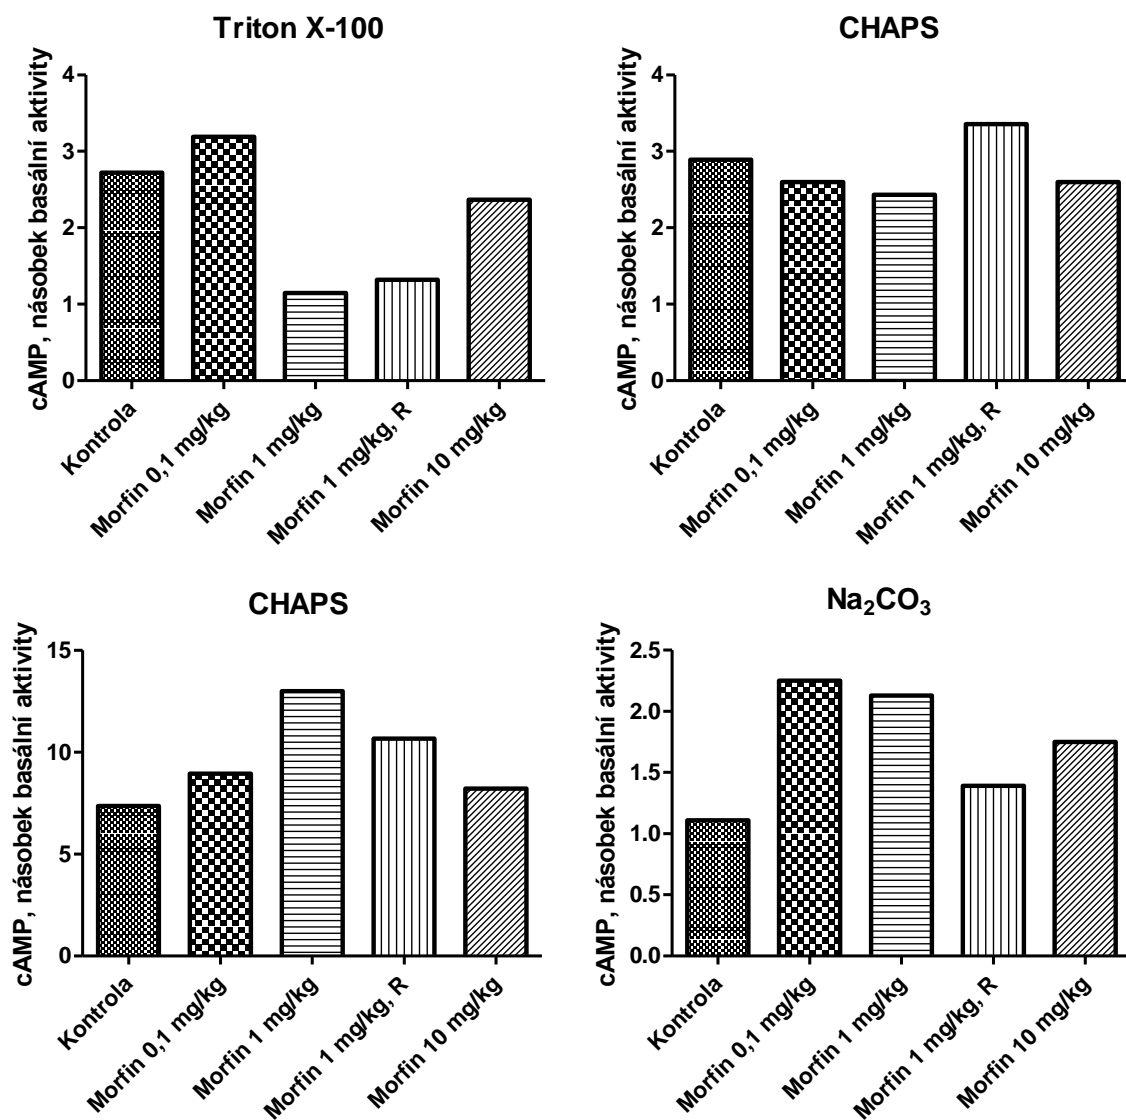 Triton X-100
cAMP, násobek basální aktivity
4
3
2
1
0
Kontrola
Morfin 0,1 mg/kg
Morfin 1 mg/kg
Morfin 1 mg/kg, R
Morfin 10 mg/kg
CHAPS
cAMP, násobek basální aktivity
4
3
2
1
0
Kontrola
Morfin 0,1 mg/kg
Morfin 1 mg/kg
Morfin 1 mg/kg, R
Morfin 10 mg/kg
CHAPS
cAMP, násobek basální aktivity
15
10
5
0
Kontrola
Morfin 0,1 mg/kg
Morfin 1 mg/kg
Morfin 1 mg/kg, R
Morfin 10 mg/kg
Na₂CO₃
cAMP, násobek basální aktivity
2.5
2.0
1.5
1.0
0.5
0.0
Kontrola
Morfin 0,1 mg/kg
Morfin 1 mg/kg
Morfin 1 mg/kg, R
Morfin 10 mg/kg